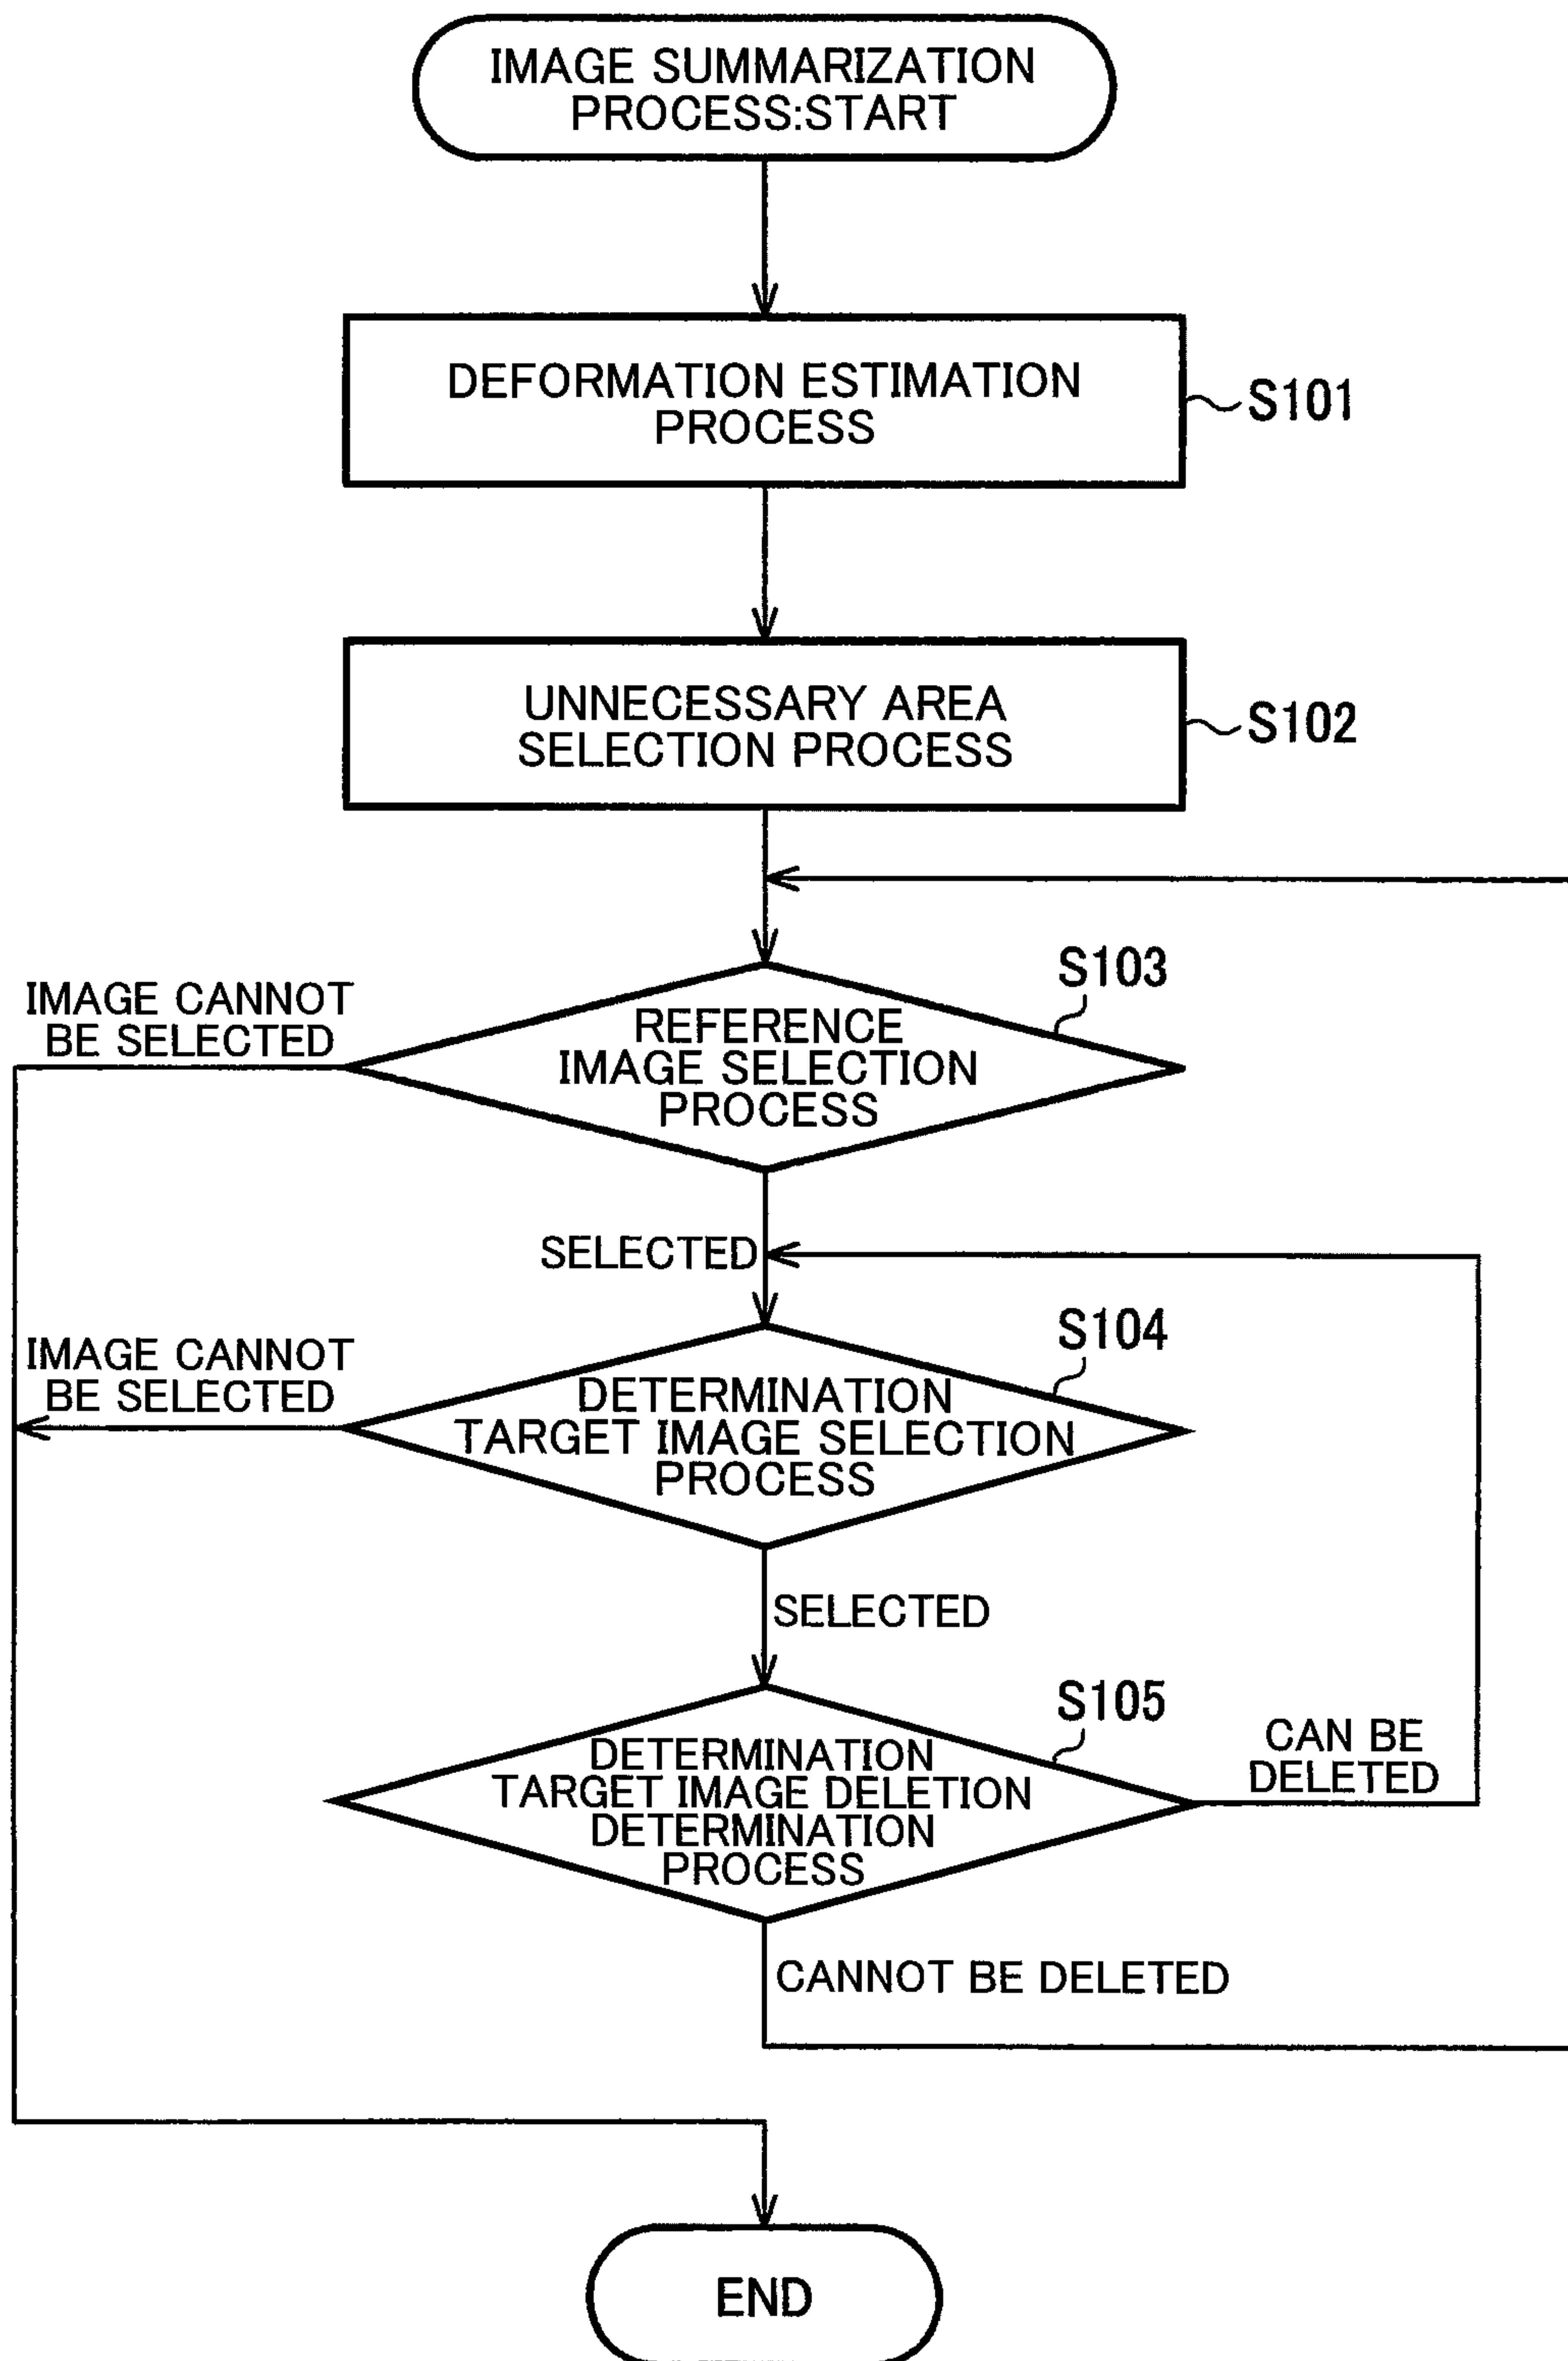 IMAGE SUMMARIZATION
PROCESS:START
DEFORMATION ESTIMATION
PROCESS
S101
UNNECESSARY AREA
SELECTION PROCESS
S102
S103
IMAGE CANNOT
BE SELECTED
REFERENCE
IMAGE SELECTION
PROCESS
SELECTED
S104
IMAGE CANNOT
BE SELECTED
DETERMINATION
TARGET IMAGE SELECTION
PROCESS
SELECTED
S105
CAN BE
DELETED
DETERMINATION
TARGET IMAGE DELETION
DETERMINATION
PROCESS
CANNOT BE DELETED
END